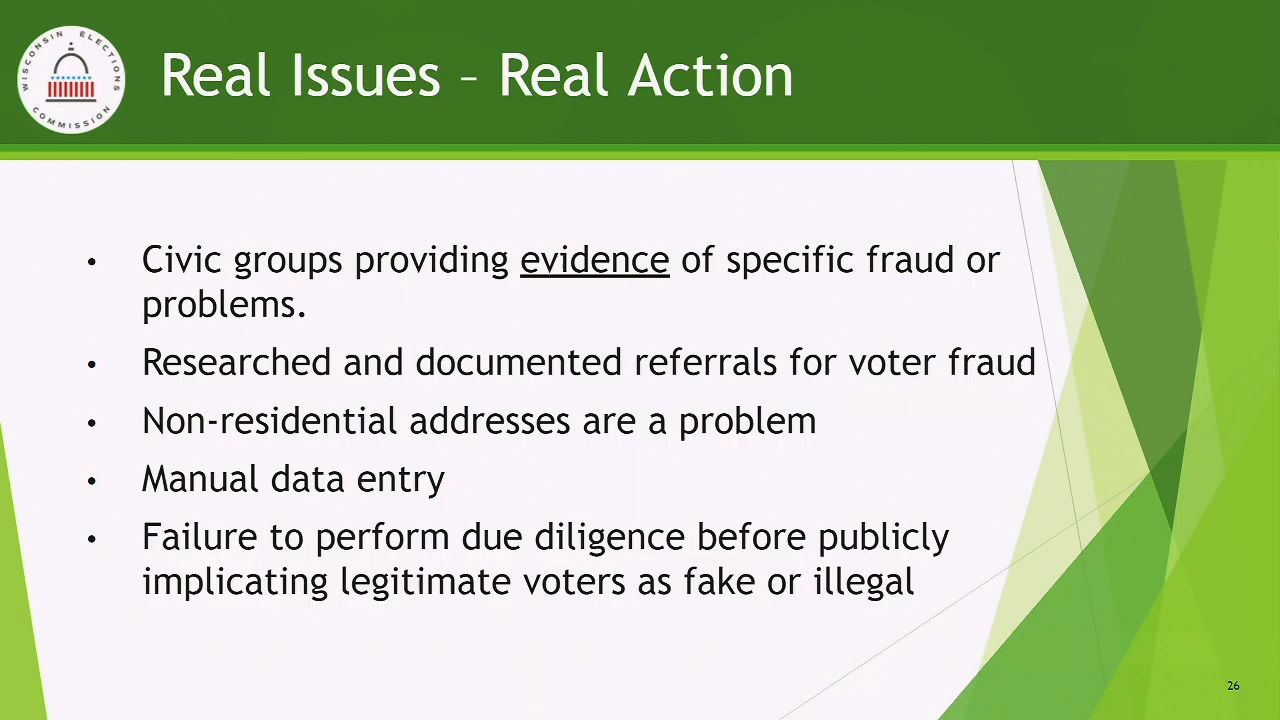 WISCONSIN ELECTIONS
COMMISSION
Real Issues – Real Action
• Civic groups providing evidence of specific fraud or
problems.
• Researched and documented referrals for voter fraud
• Non-residential addresses are a problem
• Manual data entry
• Failure to perform due diligence before publicly
implicating legitimate voters as fake or illegal
26